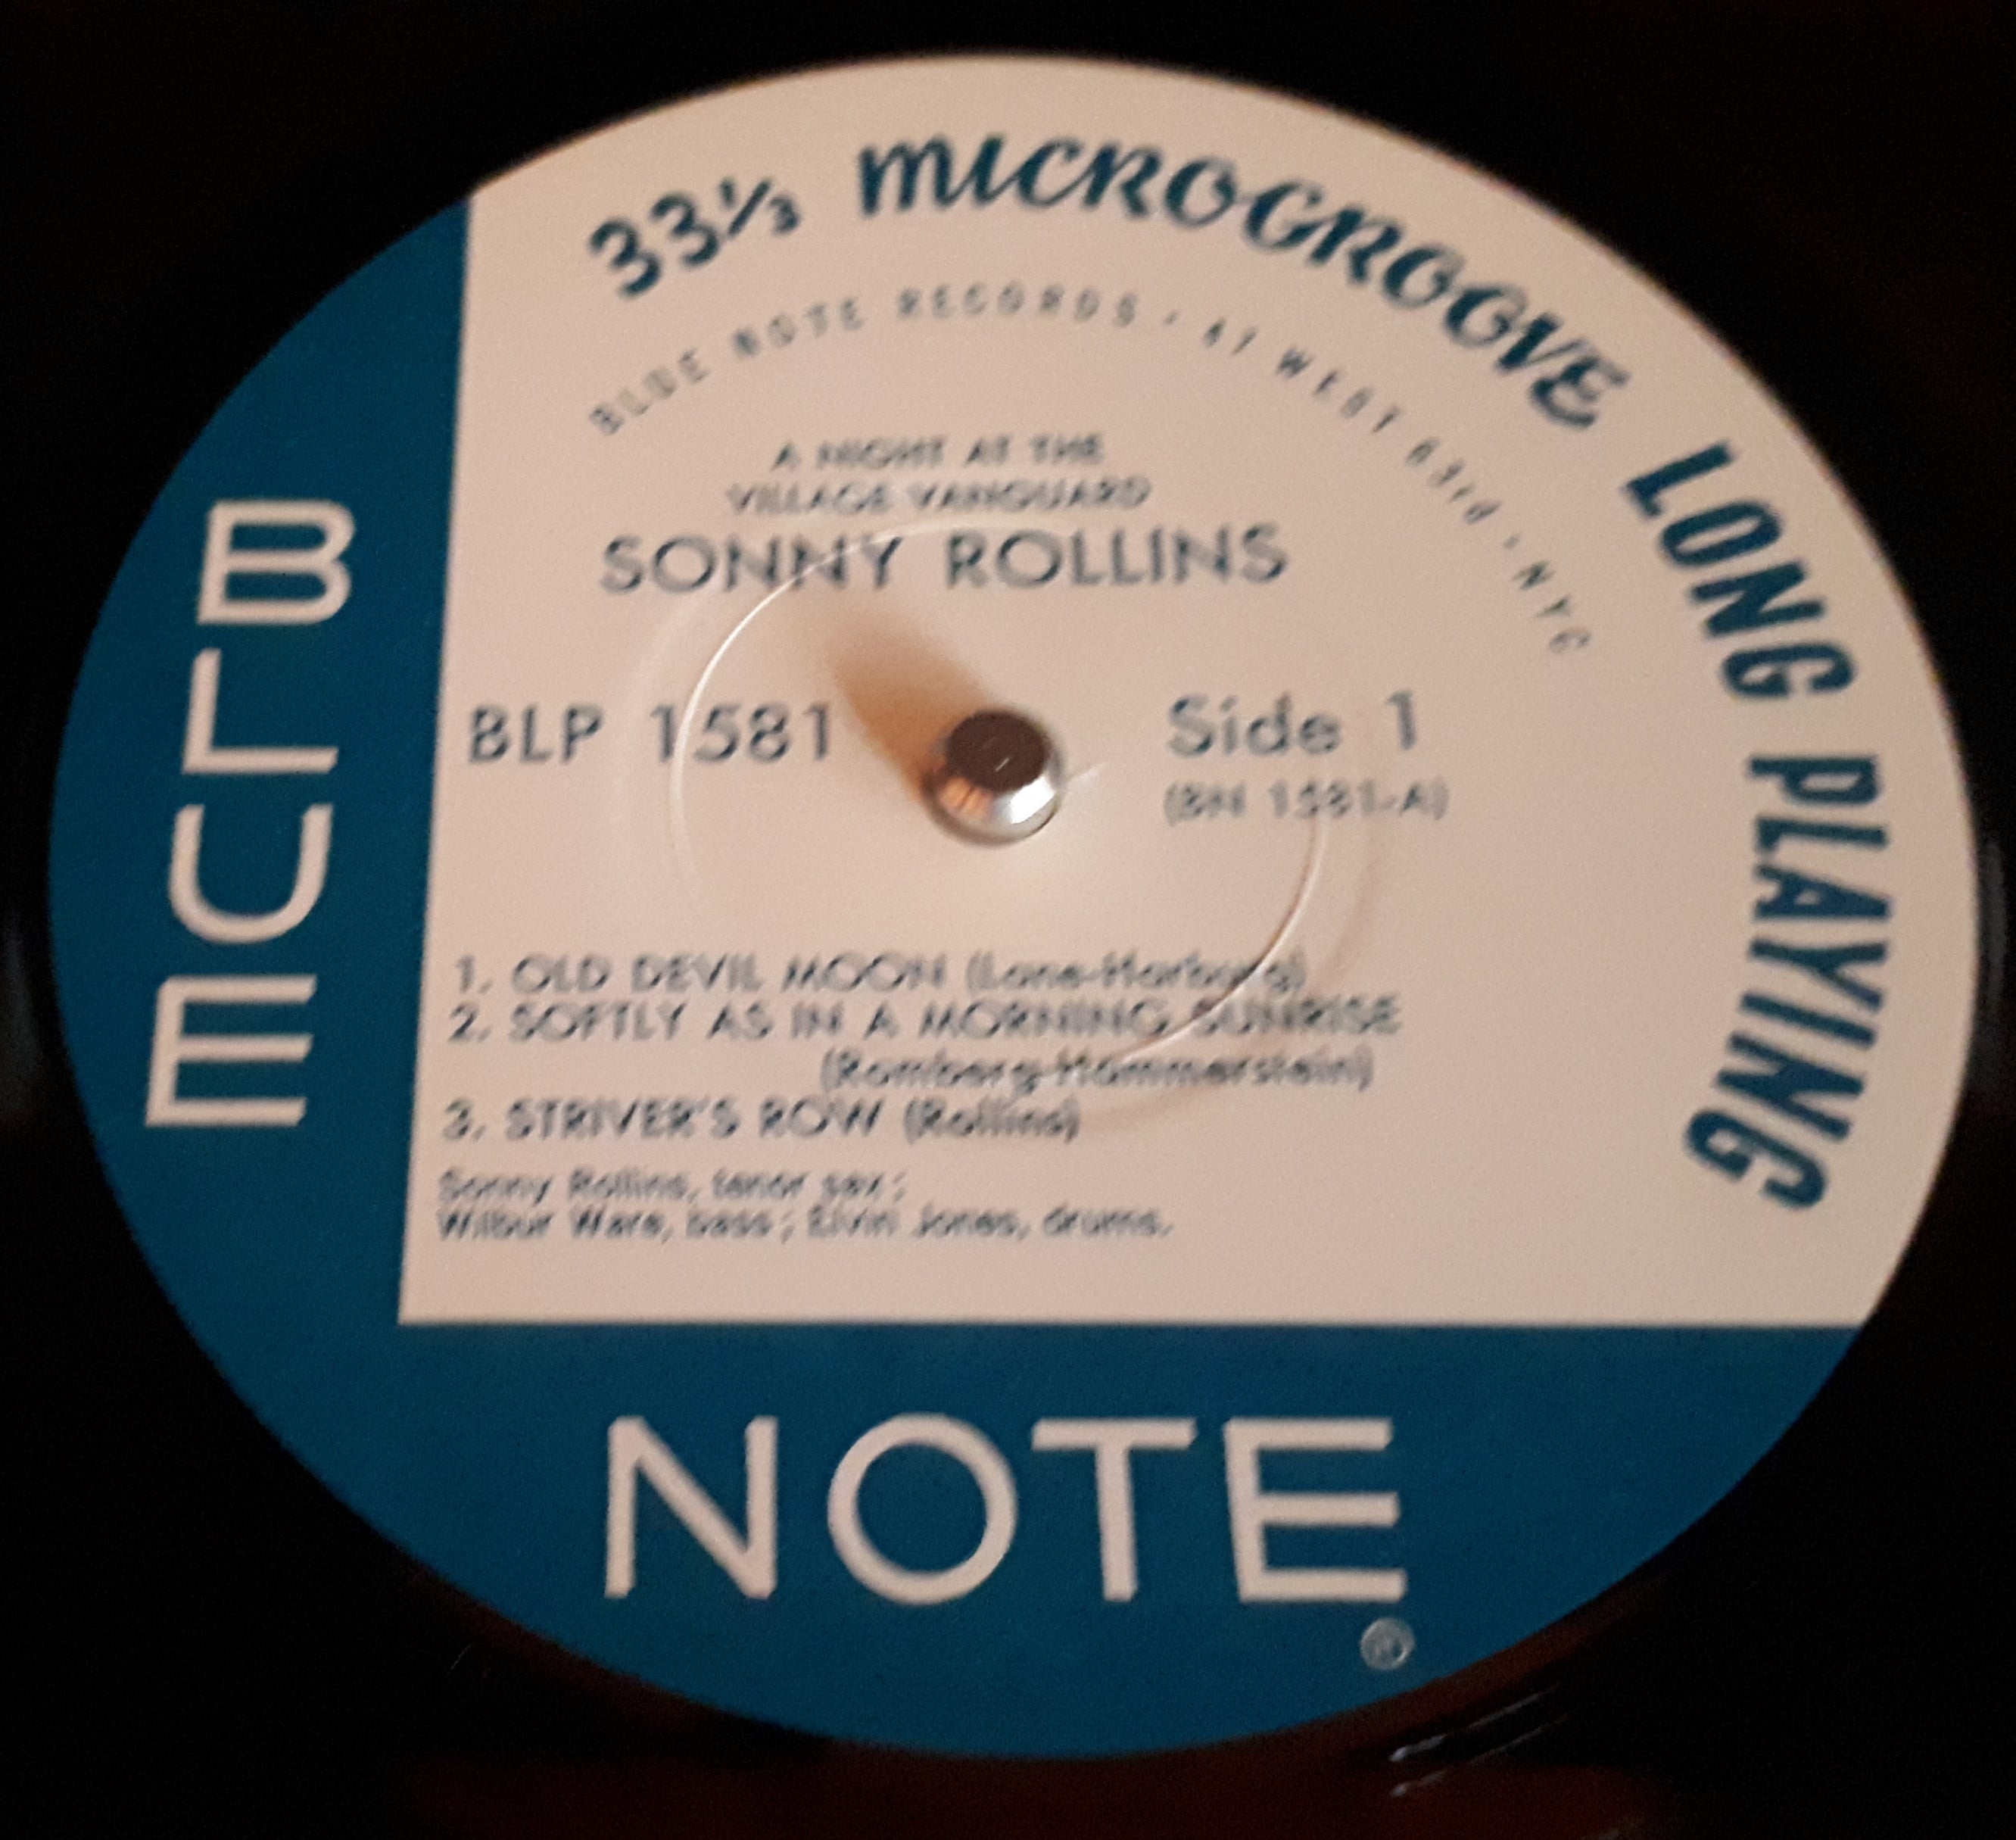 33⅓ MICROGROOVE LONG PLAYING
BLUE NOTE RECORDS · 47 WEST 63rd · NYC
A NIGHT AT THE
VILLAGE VANGUARD
SONNY ROLLINS
BLP 1581
Side 1
(BN 1581-A)
1. OLD DEVIL MOON (Lane-Harburg)
2. SOFTLY AS IN A MORNING SUNRISE
(Romberg-Hammerstein)
3. STRIVER'S ROW (Rollins)
Sonny Rollins, tenor sax;
Wilbur Ware, bass; Elvin Jones, drums.
BLUE
NOTE
®